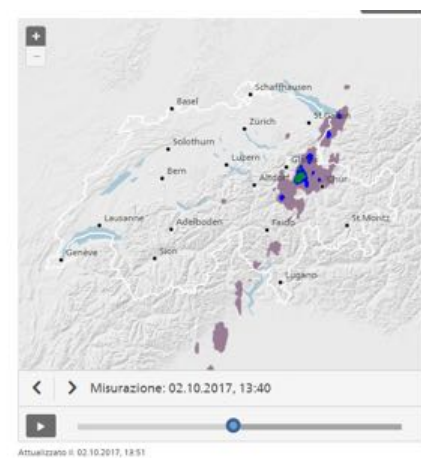 +
−
Schaffhausen
Basel
St.Gallen
Zürich
Solothurn
Luzern
Bern
Altdorf
Chur
Lausanne
Adelboden
Faido
St.Moritz
Genève
Sion
Lugano
Misurazione: 02.10.2017, 13:40
Attualizzato il: 02.10.2017, 13:51